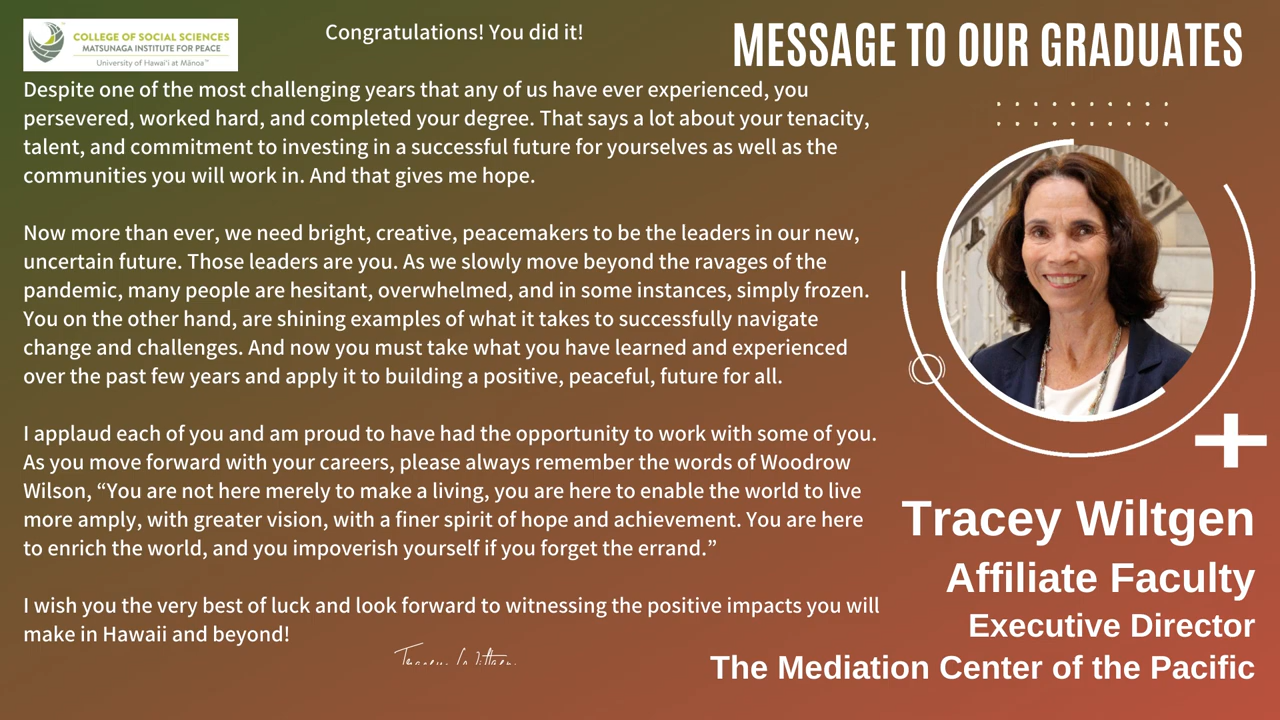 COLLEGE OF SOCIAL SCIENCES
MATSUNAGA INSTITUTE FOR PEACE
University of Hawai'i at Mānoa™
Congratulations! You did it!
MESSAGE TO OUR GRADUATES
Despite one of the most challenging years that any of us have ever experienced, you
persevered, worked hard, and completed your degree. That says a lot about your tenacity,
talent, and commitment to investing in a successful future for yourselves as well as the
communities you will work in. And that gives me hope.
Now more than ever, we need bright, creative, peacemakers to be the leaders in our new,
uncertain future. Those leaders are you. As we slowly move beyond the ravages of the
pandemic, many people are hesitant, overwhelmed, and in some instances, simply frozen.
You on the other hand, are shining examples of what it takes to successfully navigate
change and challenges. And now you must take what you have learned and experienced
over the past few years and apply it to building a positive, peaceful, future for all.
I applaud each of you and am proud to have had the opportunity to work with some of you.
As you move forward with your careers, please always remember the words of Woodrow
Wilson, “You are not here merely to make a living, you are here to enable the world to live
more amply, with greater vision, with a finer spirit of hope and achievement. You are here
to enrich the world, and you impoverish yourself if you forget the errand.”
I wish you the very best of luck and look forward to witnessing the positive impacts you will
make in Hawaii and beyond!
Tracey Wiltgen
Tracey Wiltgen
Affiliate Faculty
Executive Director
The Mediation Center of the Pacific